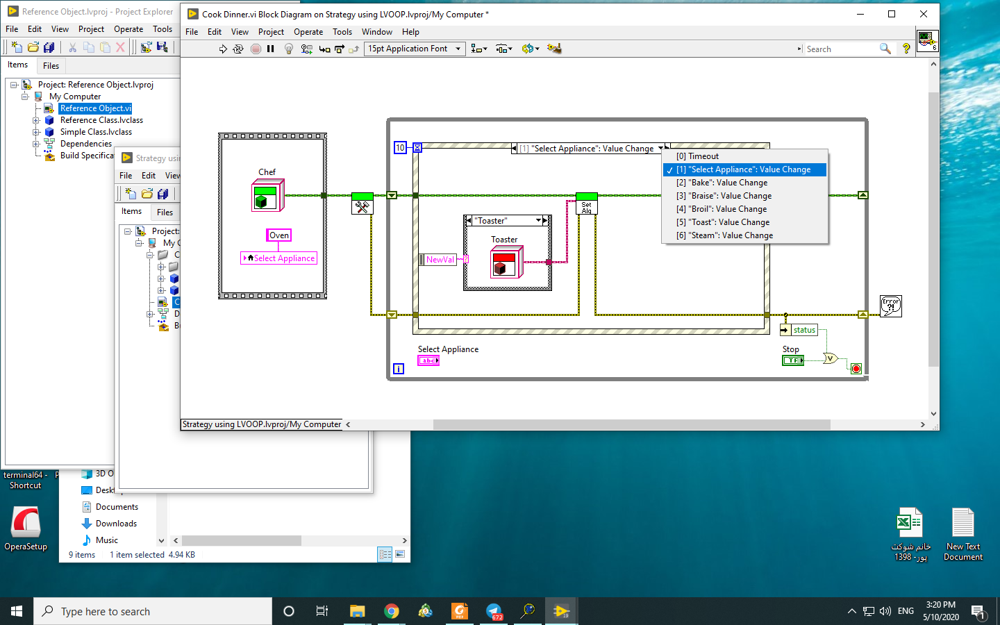 Reference Object.lvproj - Project Explorer
File Edit View Project Operate Tools
Items Files
Project: Reference Object.lvproj
My Computer
Reference Object.vi
Reference Class.lvclass
Simple Class.lvclass
Dependencies
Build Specifica
Strategy usin
File Edit View
Items Files
Project:
My C
C
D
B
Cook Dinner.vi Block Diagram on Strategy using LVOOP.lvproj/My Computer *
File Edit View Project Operate Tools Window Help
15pt Application Font
Search
6
Chef
Oven
Select Appliance
10
[1] "Select Appliance": Value Change
[0] Timeout
[1] "Select Appliance": Value Change
[2] "Bake": Value Change
[3] "Braise": Value Change
[4] "Broil": Value Change
[5] "Toast": Value Change
[6] "Steam": Value Change
Set
Alg
"Toaster"
Toaster
NewVal
?
Error
?!
status
Select Appliance
abc
Stop
TF
V
i
Strategy using LVOOP.lvproj/My Computer
3D O
Deskt
Documents
Downloads
Music
9 items 1 item selected 4.94 KB
terminal64 -
Shortcut
P
OperaSetup
خانم شوکت
پور- 1398
New Text
Document
Type here to search
PDF
672
19
ENG
3:20 PM
5/10/2020
1